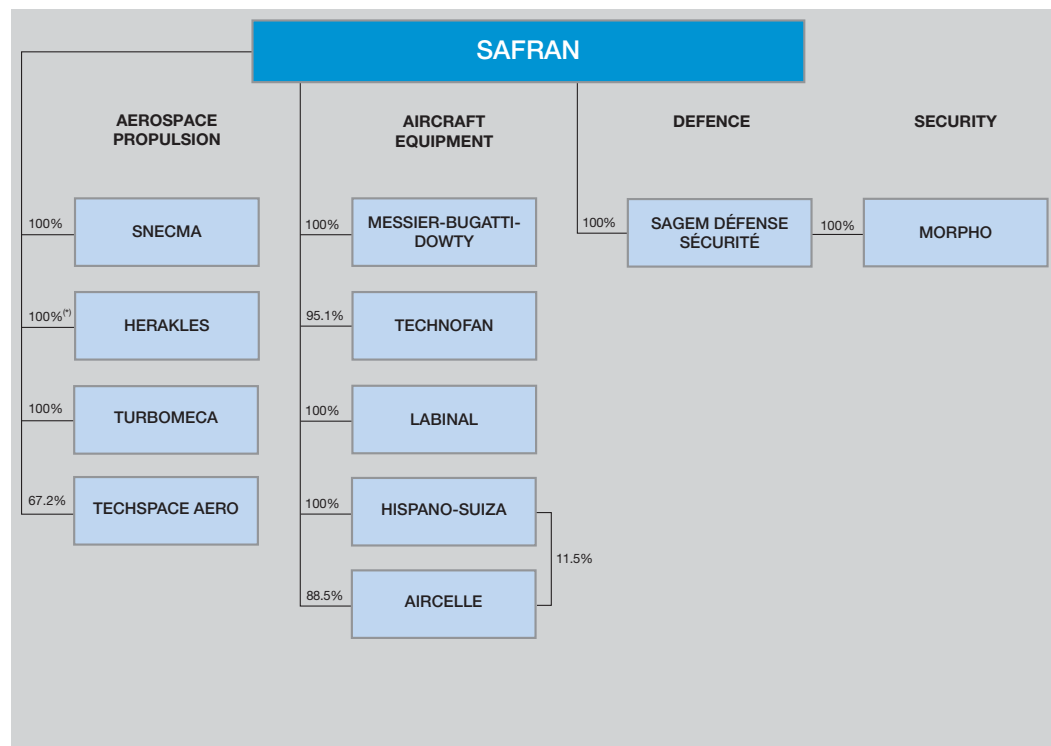 SAFRAN
AEROSPACE
PROPULSION
AIRCRAFT
EQUIPMENT
DEFENCE
SECURITY
100%
SNECMA
100%
MESSIER-BUGATTI-
DOWTY
100%
SAGEM DÉFENSE
SÉCURITÉ
100%
MORPHO
100%(*)
HERAKLES
95.1%
TECHNOFAN
100%
TURBOMECA
100%
LABINAL
67.2%
TECHSPACE AERO
100%
HISPANO-SUIZA
11.5%
88.5%
AIRCELLE